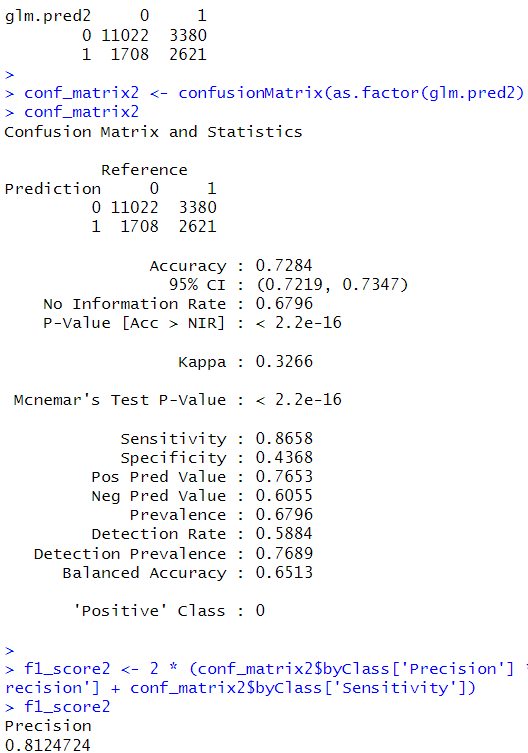 glm.pred2 0 1
0 11022 3380
1 1708 2621
>
> conf_matrix2 <- confusionMatrix(as.factor(glm.pred2)
> conf_matrix2
Confusion Matrix and Statistics
Reference
Prediction 0 1
0 11022 3380
1 1708 2621
Accuracy : 0.7284
95% CI : (0.7219, 0.7347)
No Information Rate : 0.6796
P-Value [Acc > NIR] : < 2.2e-16
Kappa : 0.3266
Mcnemar's Test P-Value : < 2.2e-16
Sensitivity : 0.8658
Specificity : 0.4368
Pos Pred Value : 0.7653
Neg Pred Value : 0.6055
Prevalence : 0.6796
Detection Rate : 0.5884
Detection Prevalence : 0.7689
Balanced Accuracy : 0.6513
'Positive' Class : 0
>
> f1_score2 <- 2 * (conf_matrix2$byClass['Precision'] *
recision'] + conf_matrix2$byClass['Sensitivity'])
> f1_score2
Precision
0.8124724